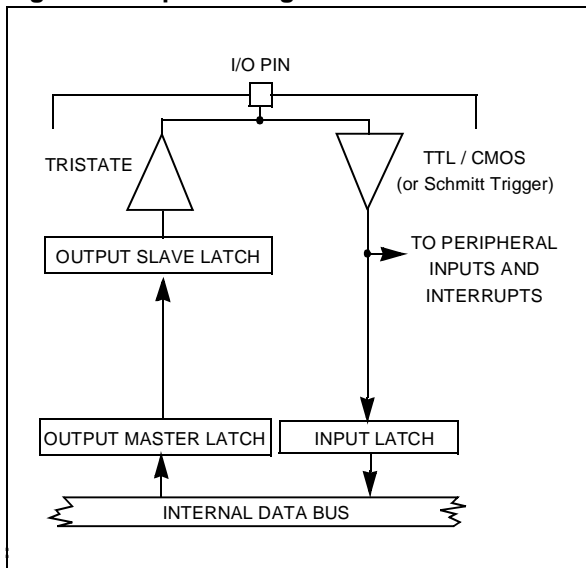 I/O PIN
TRISTATE
TTL / CMOS
(or Schmitt Trigger)
OUTPUT SLAVE LATCH
TO PERIPHERAL
INPUTS AND
INTERRUPTS
OUTPUT MASTER LATCH
INPUT LATCH
INTERNAL DATA BUS